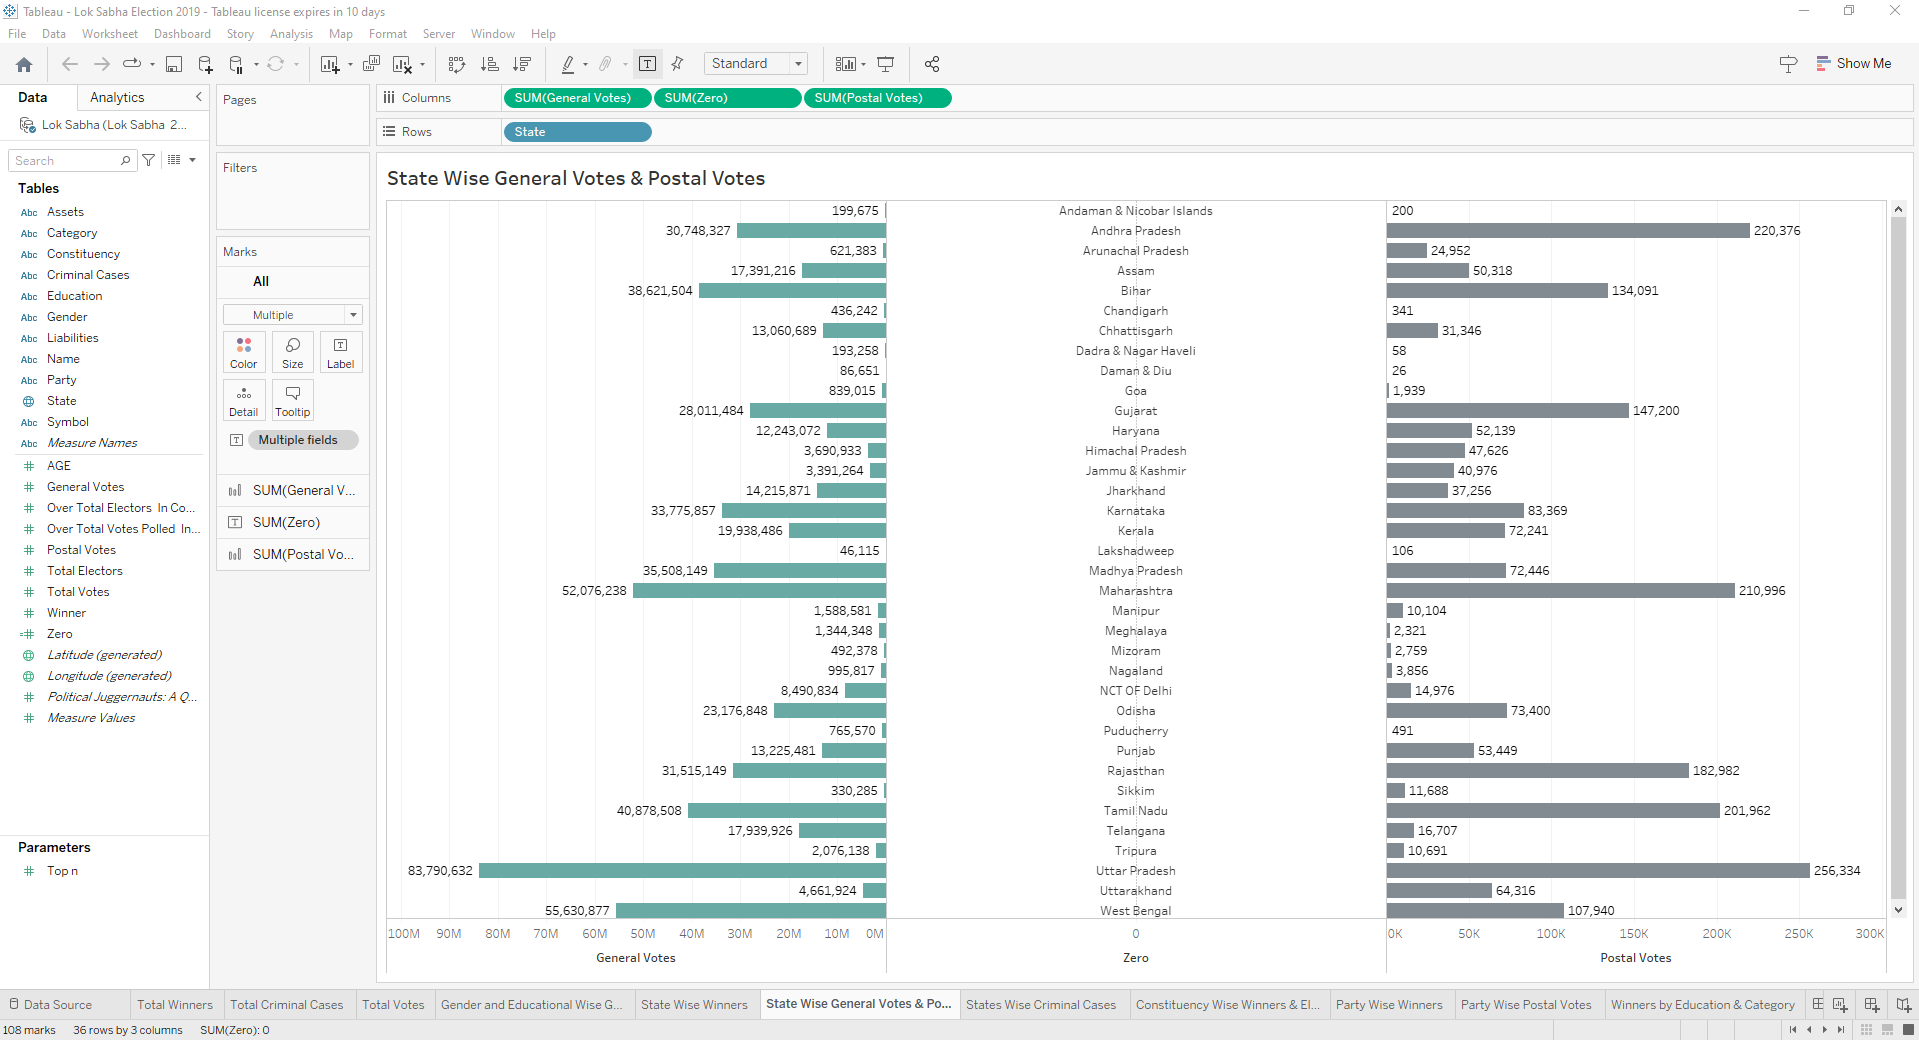 Tableau - Lok Sabha Election 2019 - Tableau license expires in 10 days
File Data Worksheet Dashboard Story Analysis Map Format Server Window Help
Standard
Show Me
Data Analytics
Lok Sabha (Lok Sabha 2...
Search
Tables
Abc Assets
Abc Category
Abc Constituency
Abc Criminal Cases
Abc Education
Abc Gender
Abc Liabilities
Abc Name
Abc Party
State
Abc Symbol
Abc Measure Names
AGE
General Votes
Over Total Electors In Co...
Over Total Votes Polled In...
Postal Votes
Total Electors
Total Votes
Winner
Zero
Latitude (generated)
Longitude (generated)
Political Juggernauts: A Q...
Measure Values
Parameters
Top n
Pages
Filters
Marks
All
Multiple
Color Size Label
Detail Tooltip
Multiple fields
SUM(General V...
SUM(Zero)
SUM(Postal Vo...
Columns SUM(General Votes) SUM(Zero) SUM(Postal Votes)
Rows State
State Wise General Votes & Postal Votes
199,675 Andaman & Nicobar Islands 200
30,748,327 Andhra Pradesh 220,376
621,383 Arunachal Pradesh 24,952
17,391,216 Assam 50,318
38,621,504 Bihar 134,091
436,242 Chandigarh 341
13,060,689 Chhattisgarh 31,346
193,258 Dadra & Nagar Haveli 58
86,651 Daman & Diu 26
839,015 Goa 1,939
28,011,484 Gujarat 147,200
12,243,072 Haryana 52,139
3,690,933 Himachal Pradesh 47,626
3,391,264 Jammu & Kashmir 40,976
14,215,871 Jharkhand 37,256
33,775,857 Karnataka 83,369
19,938,486 Kerala 72,241
46,115 Lakshadweep 106
35,508,149 Madhya Pradesh 72,446
52,076,238 Maharashtra 210,996
1,588,581 Manipur 10,104
1,344,348 Meghalaya 2,321
492,378 Mizoram 2,759
995,817 Nagaland 3,856
8,490,834 NCT OF Delhi 14,976
23,176,848 Odisha 73,400
765,570 Puducherry 491
13,225,481 Punjab 53,449
31,515,149 Rajasthan 182,982
330,285 Sikkim 11,688
40,878,508 Tamil Nadu 201,962
17,939,926 Telangana 16,707
2,076,138 Tripura 10,691
83,790,632 Uttar Pradesh 256,334
4,661,924 Uttarakhand 64,316
55,630,877 West Bengal 107,940
100M 90M 80M 70M 60M 50M 40M 30M 20M 10M 0M 0 0K 50K 100K 150K 200K 250K 300K
General Votes Zero Postal Votes
Data Source Total Winners Total Criminal Cases Total Votes Gender and Educational Wise G... State Wise Winners State Wise General Votes & Po... States Wise Criminal Cases Constituency Wise Winners & El... Party Wise Winners Party Wise Postal Votes Winners by Education & Category
108 marks 36 rows by 3 columns SUM(Zero): 0